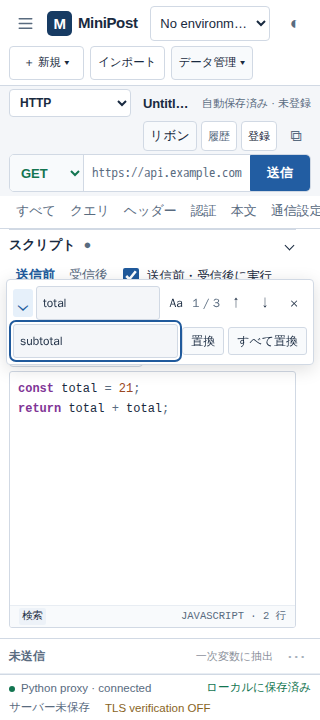 M MiniPost No environm…
＋ 新規 ▾ インポート データ管理 ▾
HTTP Untitl… 自動保存済み · 未登録
リボン 履歴 登録
GET https://api.example.com 送信
すべて クエリ ヘッダー 認証 本文 通信設定
スクリプト
送信前 受信後 送信前・受信後に実行
total Aa 1 / 3 ↑ ↓ ×
subtotal 置換 すべて置換
const total = 21;
return total + total;
検索 JAVASCRIPT · 2 行
未送信 一次変数に抽出 ···
Python proxy · connected ローカルに保存済み
サーバー未保存 TLS verification OFF